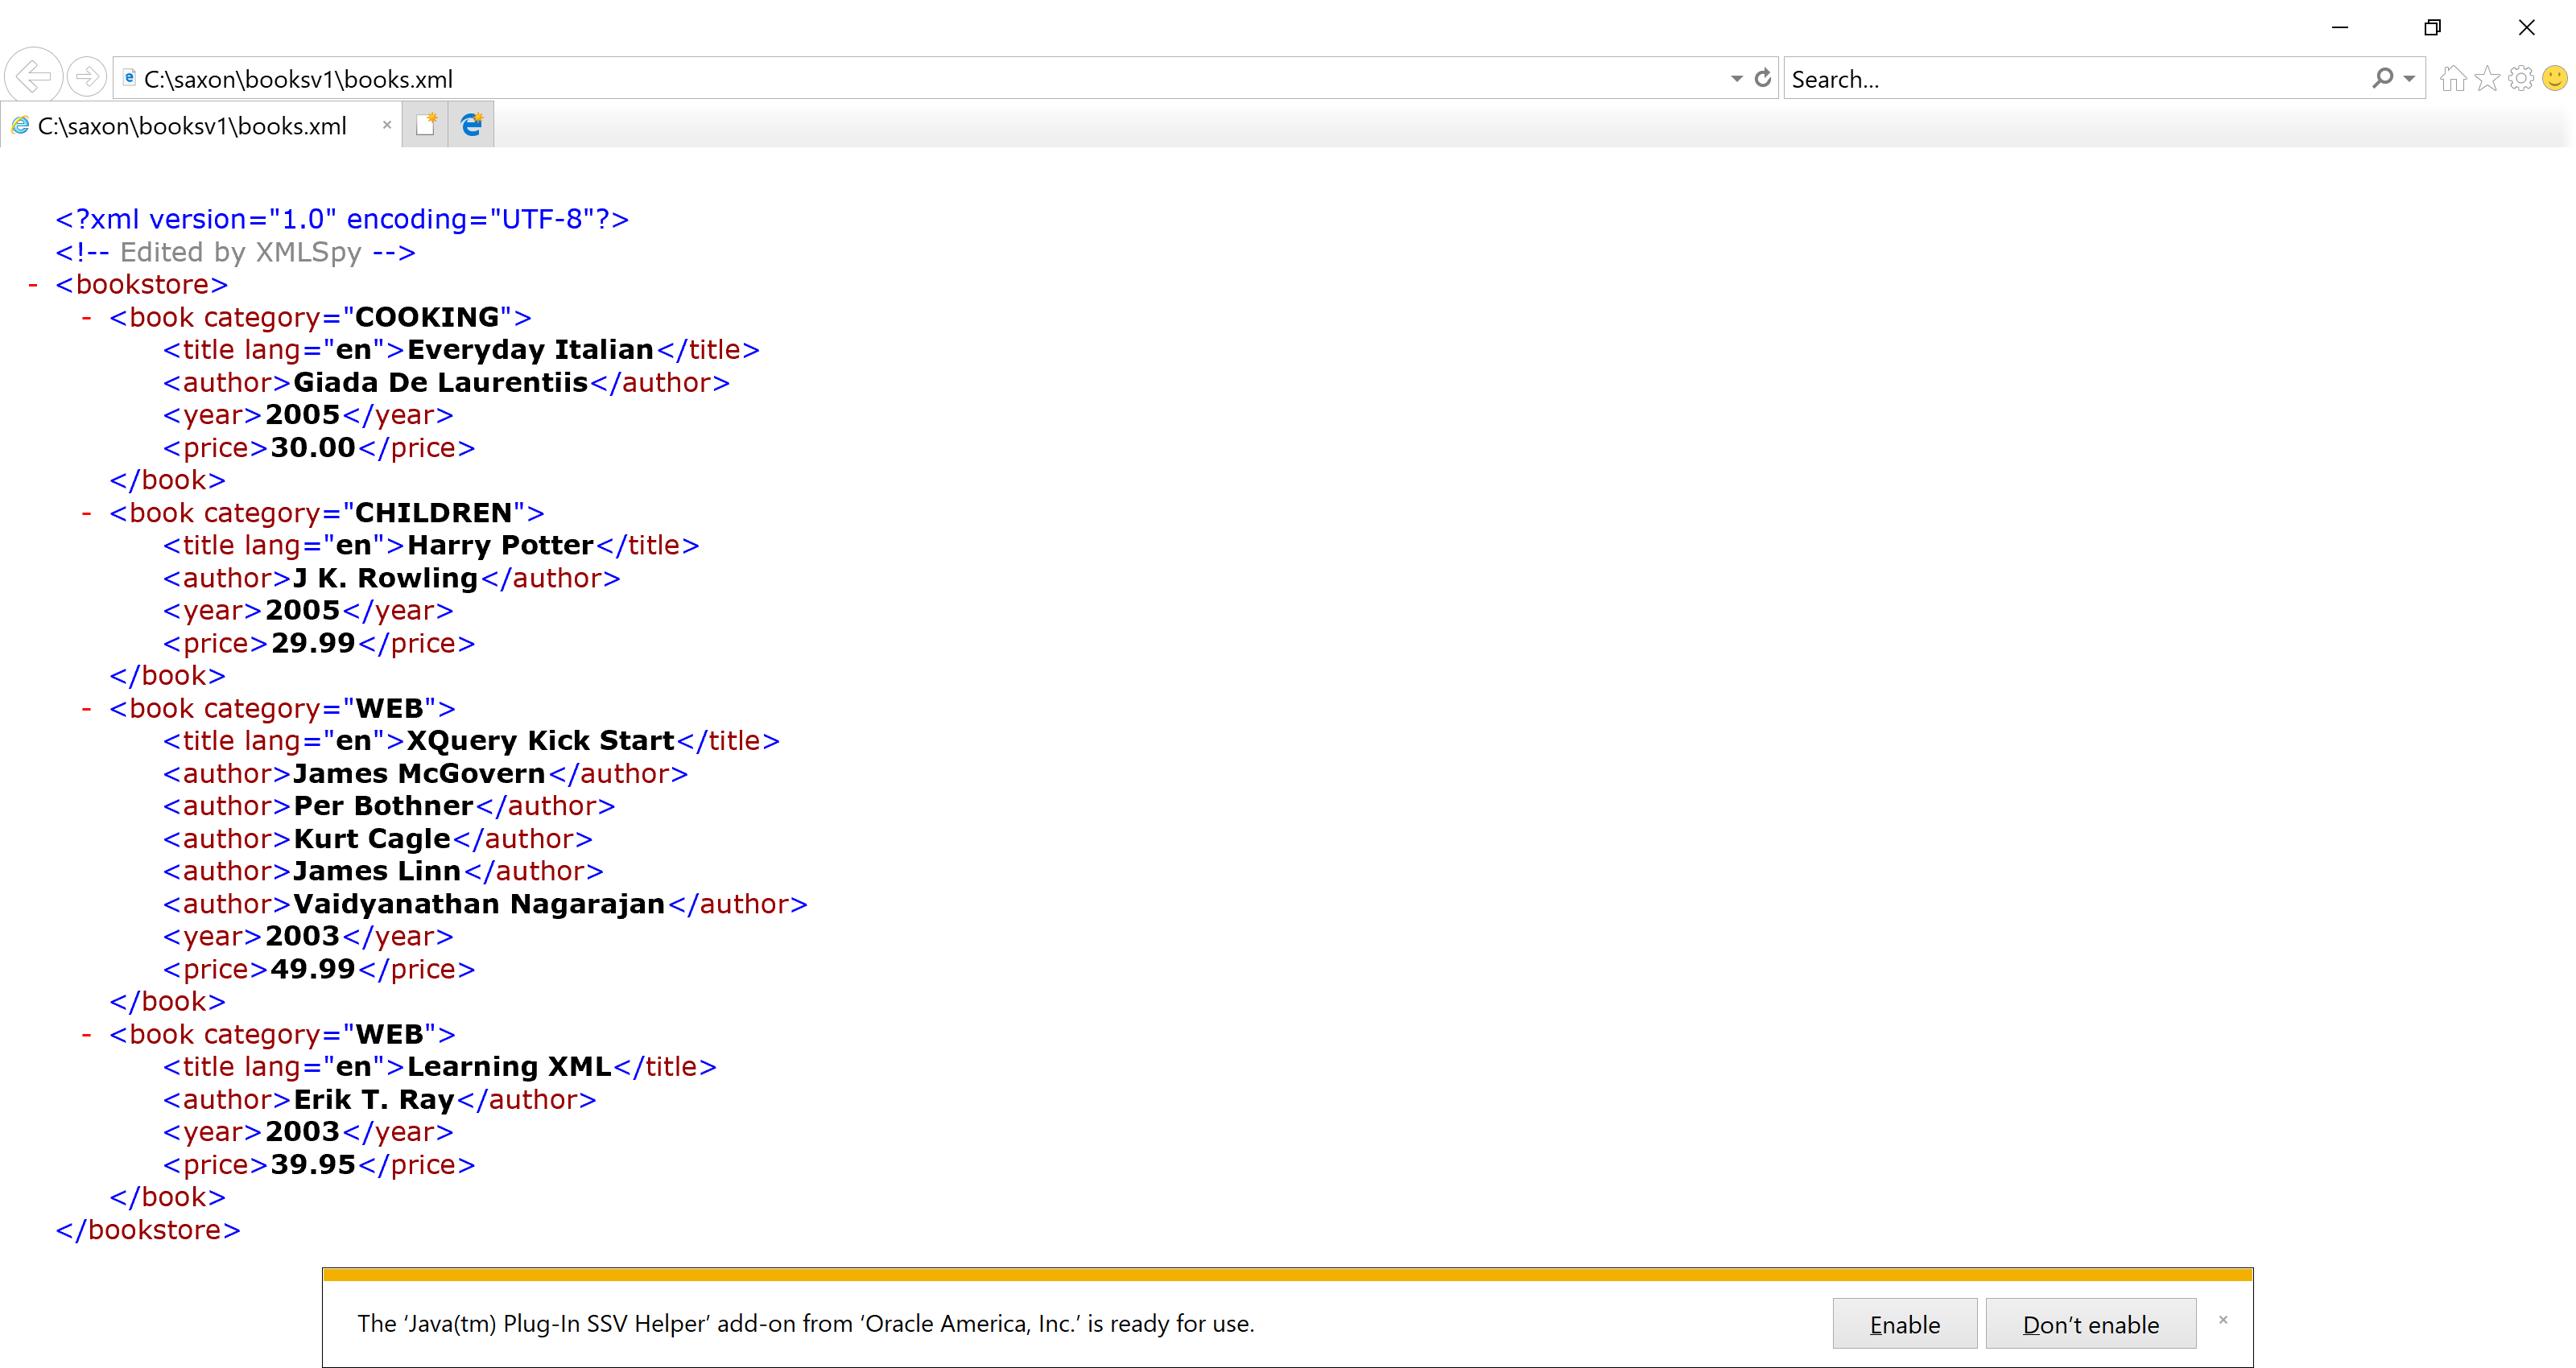 C:\saxon\booksv1\books.xml
Search...
C:\saxon\booksv1\books.xml
<?xml version="1.0" encoding="UTF-8"?>
<!-- Edited by XMLSpy -->
- <bookstore>
- <book category="COOKING">
<title lang="en">Everyday Italian</title>
<author>Giada De Laurentiis</author>
<year>2005</year>
<price>30.00</price>
</book>
- <book category="CHILDREN">
<title lang="en">Harry Potter</title>
<author>J K. Rowling</author>
<year>2005</year>
<price>29.99</price>
</book>
- <book category="WEB">
<title lang="en">XQuery Kick Start</title>
<author>James McGovern</author>
<author>Per Bothner</author>
<author>Kurt Cagle</author>
<author>James Linn</author>
<author>Vaidyanathan Nagarajan</author>
<year>2003</year>
<price>49.99</price>
</book>
- <book category="WEB">
<title lang="en">Learning XML</title>
<author>Erik T. Ray</author>
<year>2003</year>
<price>39.95</price>
</book>
</bookstore>
The ‘Java(tm) Plug-In SSV Helper’ add-on from ‘Oracle America, Inc.’ is ready for use.
Enable
Don’t enable